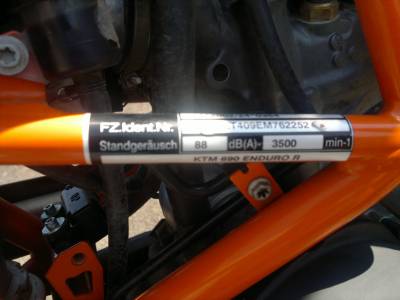 FZ.Ident.Nr. T409EM762252
Standgeräusch 88 dB(A)- 3500 min-1
KTM 690 ENDURO R